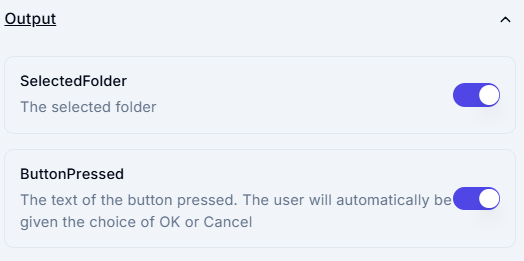 Output
SelectedFolder
The selected folder
ButtonPressed
The text of the button pressed. The user will automatically be
given the choice of OK or Cancel